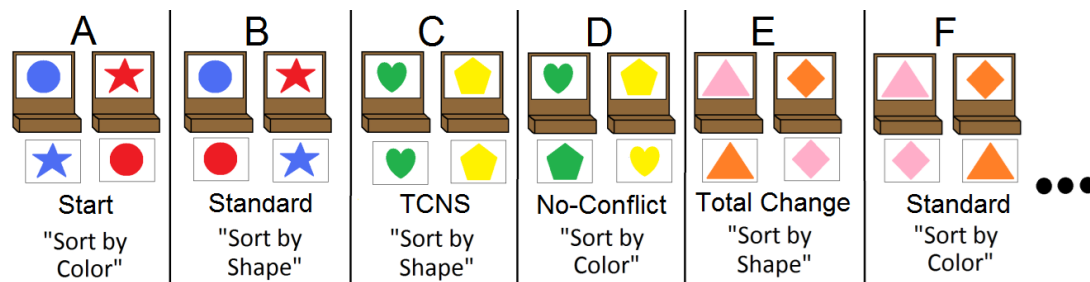 A B C D E F
Start Standard TCNS No-Conflict Total Change Standard
"Sort by "Sort by "Sort by "Sort by "Sort by "Sort by
Color" Shape" Shape" Color" Shape" Color"